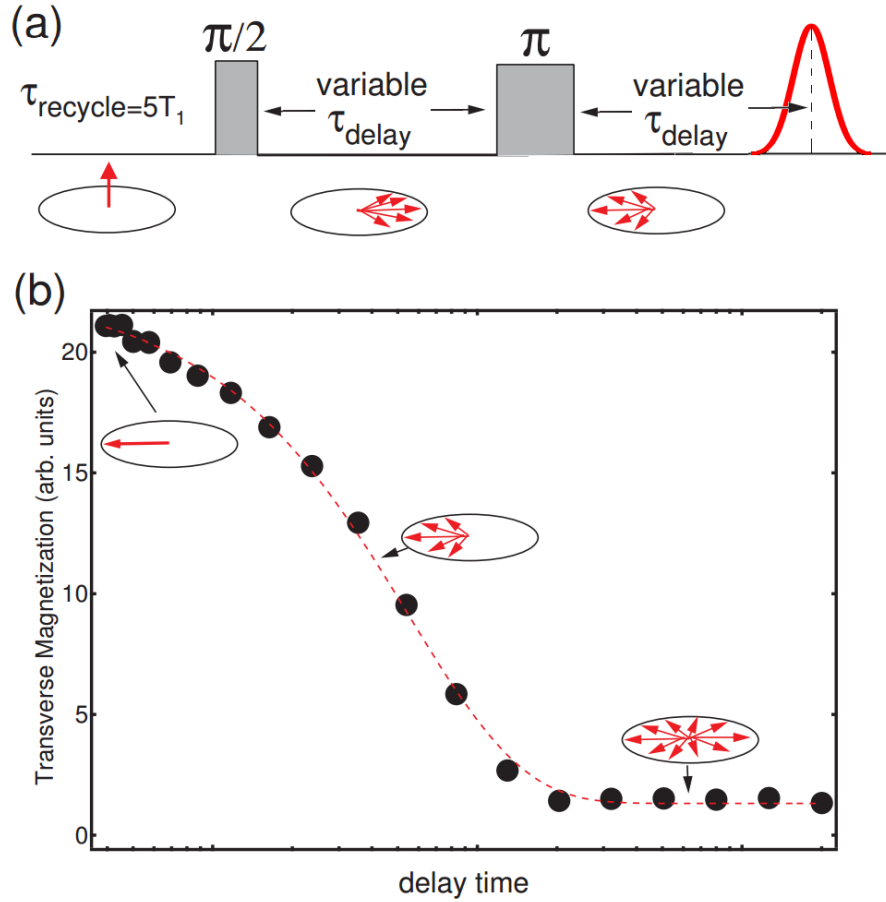 (a)
π/2
π
τrecycle=5T1
variable
τdelay
variable
τdelay
(b)
Transverse Magnetization (arb. units)
20
15
10
5
0
delay time